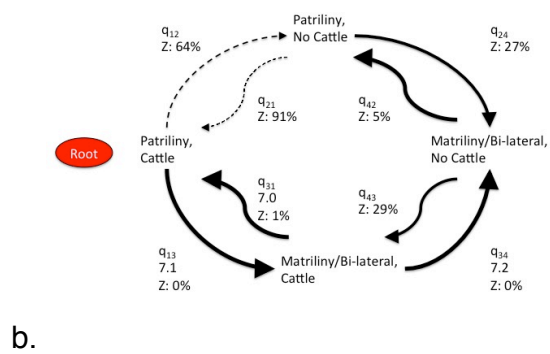 Patriliny,
No Cattle
q12
Z: 64%
q24
Z: 27%
q21
Z: 91%
q42
Z: 5%
Root
Patriliny,
Cattle
Matriliny/Bi-lateral,
No Cattle
q31
7.0
Z: 1%
q43
Z: 29%
q13
7.1
Z: 0%
Matriliny/Bi-lateral,
Cattle
q34
7.2
Z: 0%
b.